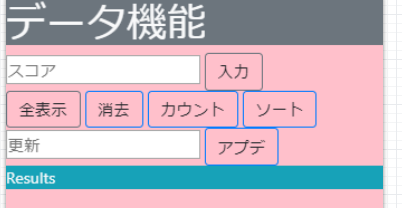 データ機能
スコア 入力
全表示 消去 カウント ソート
更新 アプデ
Results